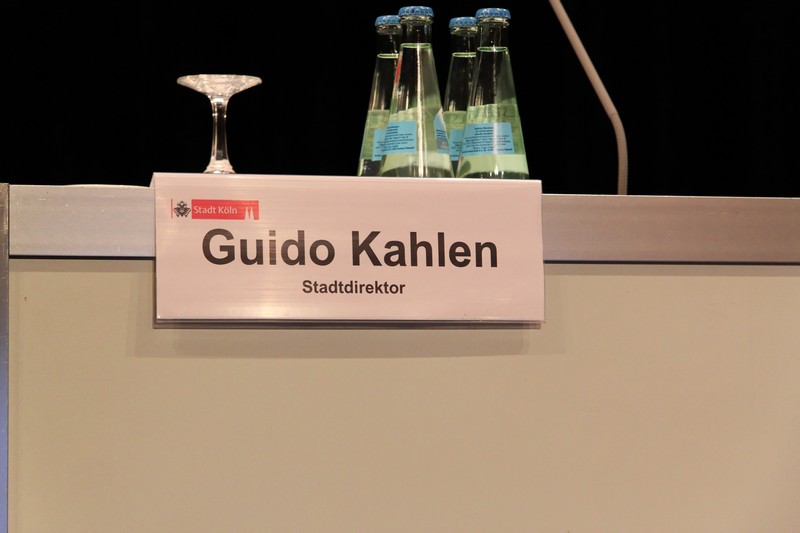 Stadt Köln
Guido Kahlen
Stadtdirektor